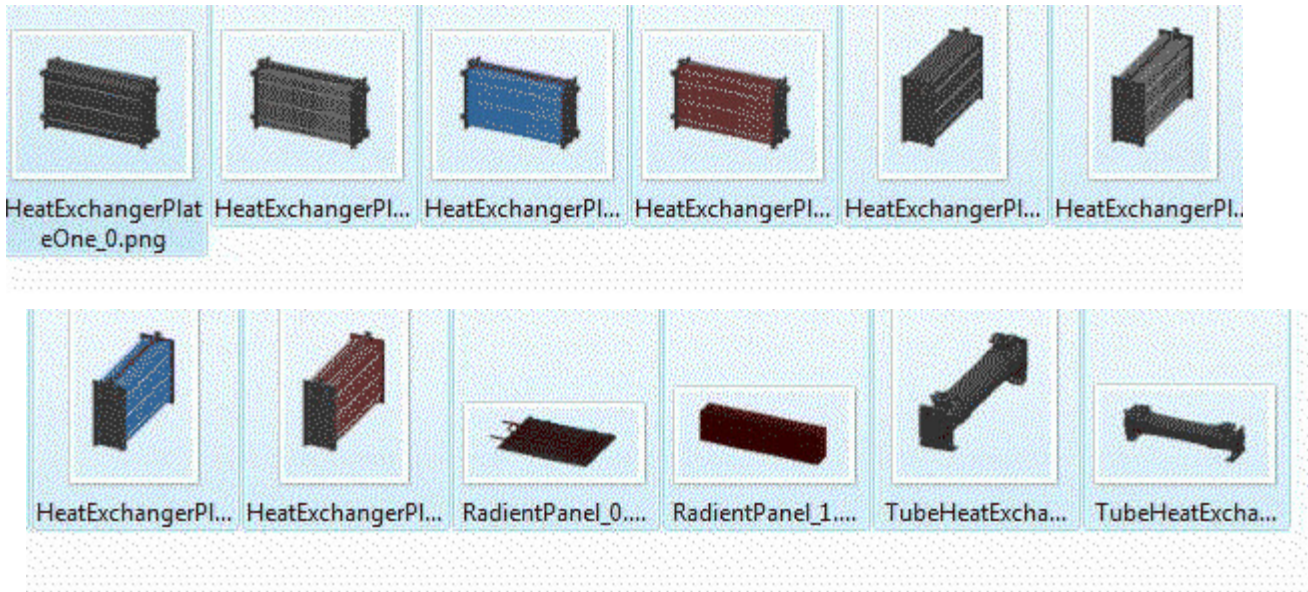 HeatExchangerPlat HeatExchangerPl... HeatExchangerPl... HeatExchangerPl... HeatExchangerPl... HeatExchangerPl.
eOne_0.png
HeatExchangerPl... HeatExchangerPl... RadientPanel_0.... RadientPanel_1.... TubeHeatExcha... TubeHeatExcha...